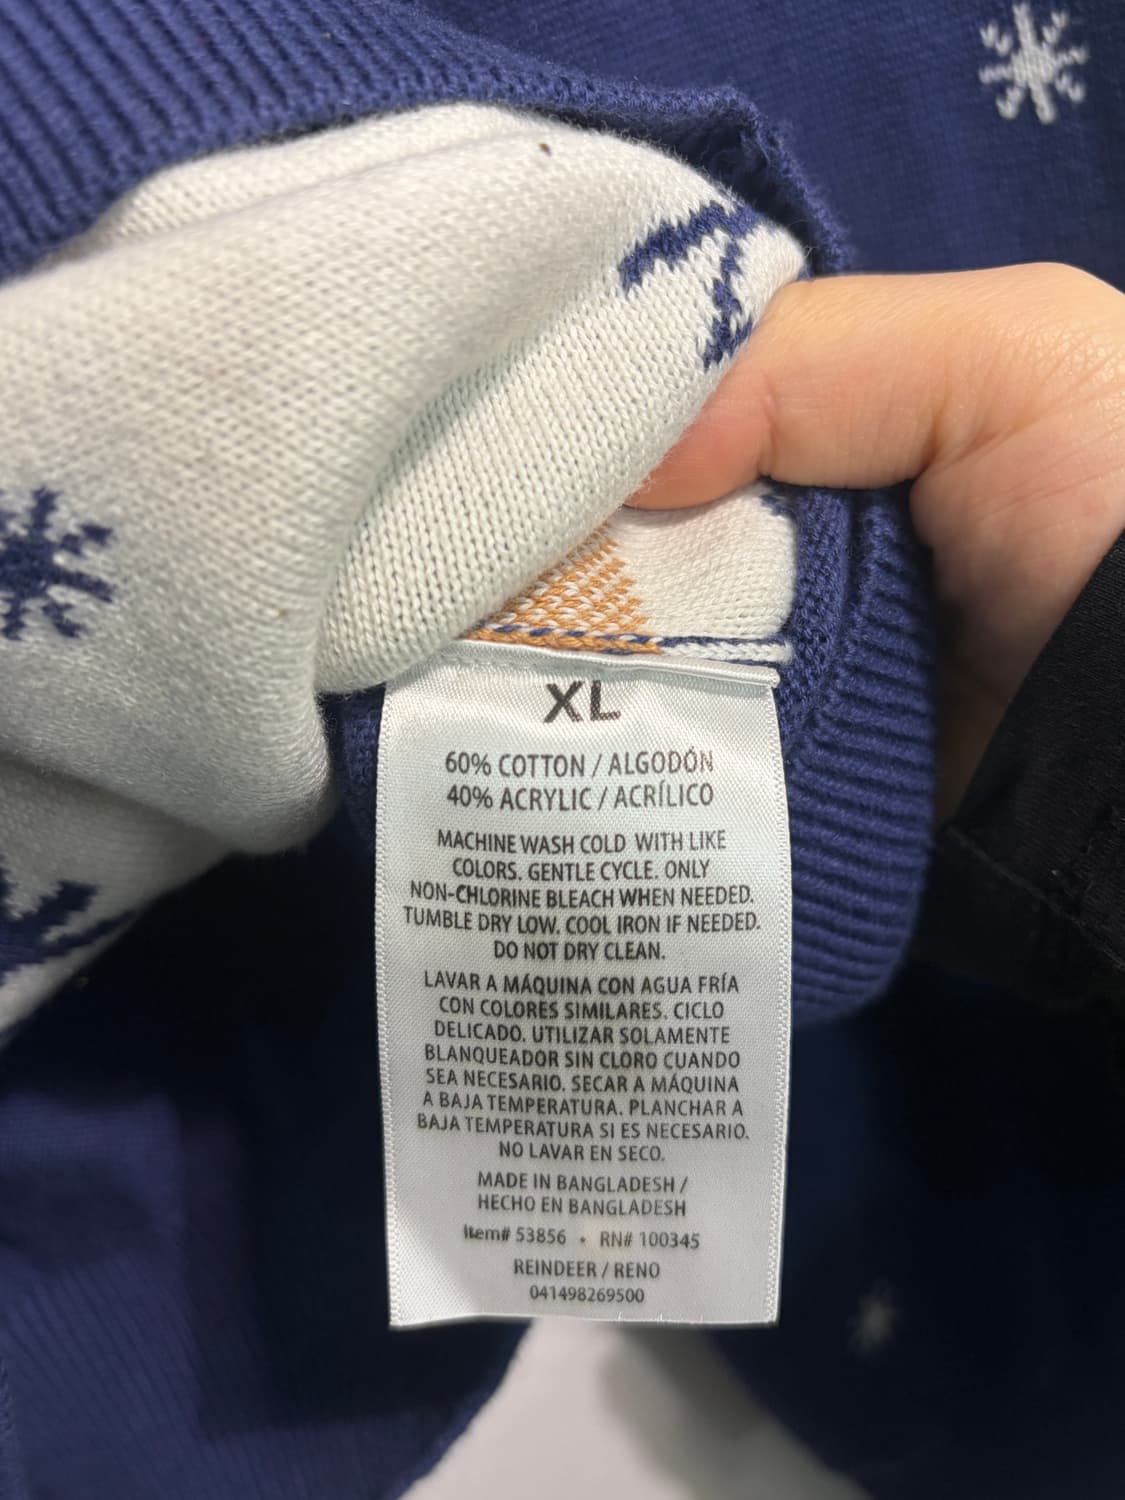 XL
60% COTTON / ALGODÓN
40% ACRYLIC / ACRÍLICO
MACHINE WASH COLD WITH LIKE
COLORS. GENTLE CYCLE. ONLY
NON-CHLORINE BLEACH WHEN NEEDED.
TUMBLE DRY LOW. COOL IRON IF NEEDED.
DO NOT DRY CLEAN.
LAVAR A MÁQUINA CON AGUA FRÍA
CON COLORES SIMILARES. CICLO
DELICADO. UTILIZAR SOLAMENTE
BLANQUEADOR SIN CLORO CUANDO
SEA NECESARIO. SECAR A MÁQUINA
A BAJA TEMPERATURA. PLANCHAR A
BAJA TEMPERATURA SI ES NECESARIO.
NO LAVAR EN SECO.
MADE IN BANGLADESH /
HECHO EN BANGLADESH
Item# 53856 • RN# 100345
REINDEER / RENO
041498269500